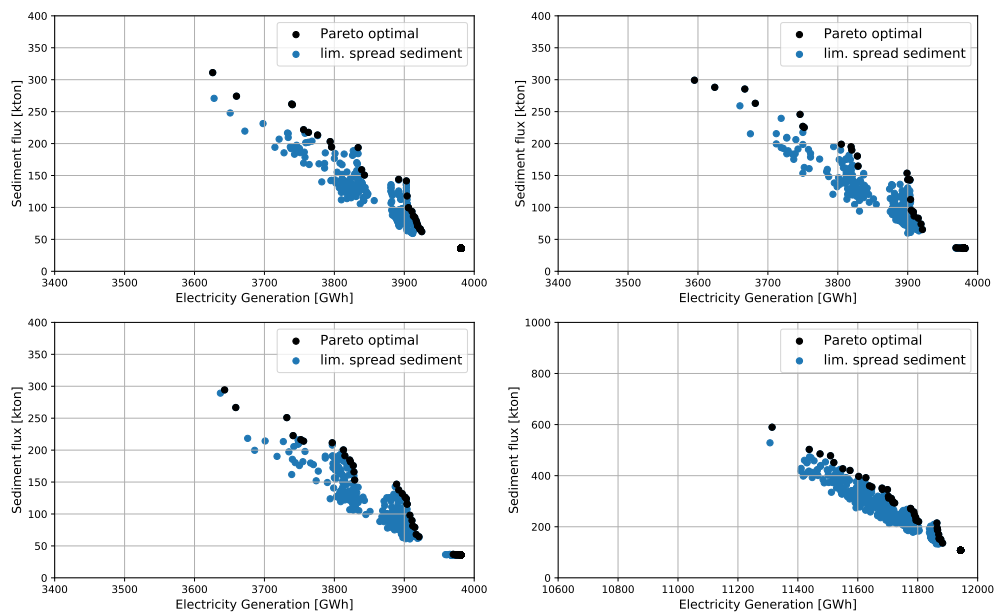 400
350
300
250
200
150
100
50
0
Sediment flux [kton]
Pareto optimal
lim. spread sediment
3400 3500 3600 3700 3800 3900 4000
Electricity Generation [GWh]
400
350
300
250
200
150
100
50
0
Sediment flux [kton]
Pareto optimal
lim. spread sediment
3400 3500 3600 3700 3800 3900 4000
Electricity Generation [GWh]
400
350
300
250
200
150
100
50
0
Sediment flux [kton]
Pareto optimal
lim. spread sediment
3400 3500 3600 3700 3800 3900 4000
Electricity Generation [GWh]
1000
800
600
400
200
0
Sediment flux [kton]
Pareto optimal
lim. spread sediment
10600 10800 11000 11200 11400 11600 11800 12000
Electricity Generation [GWh]